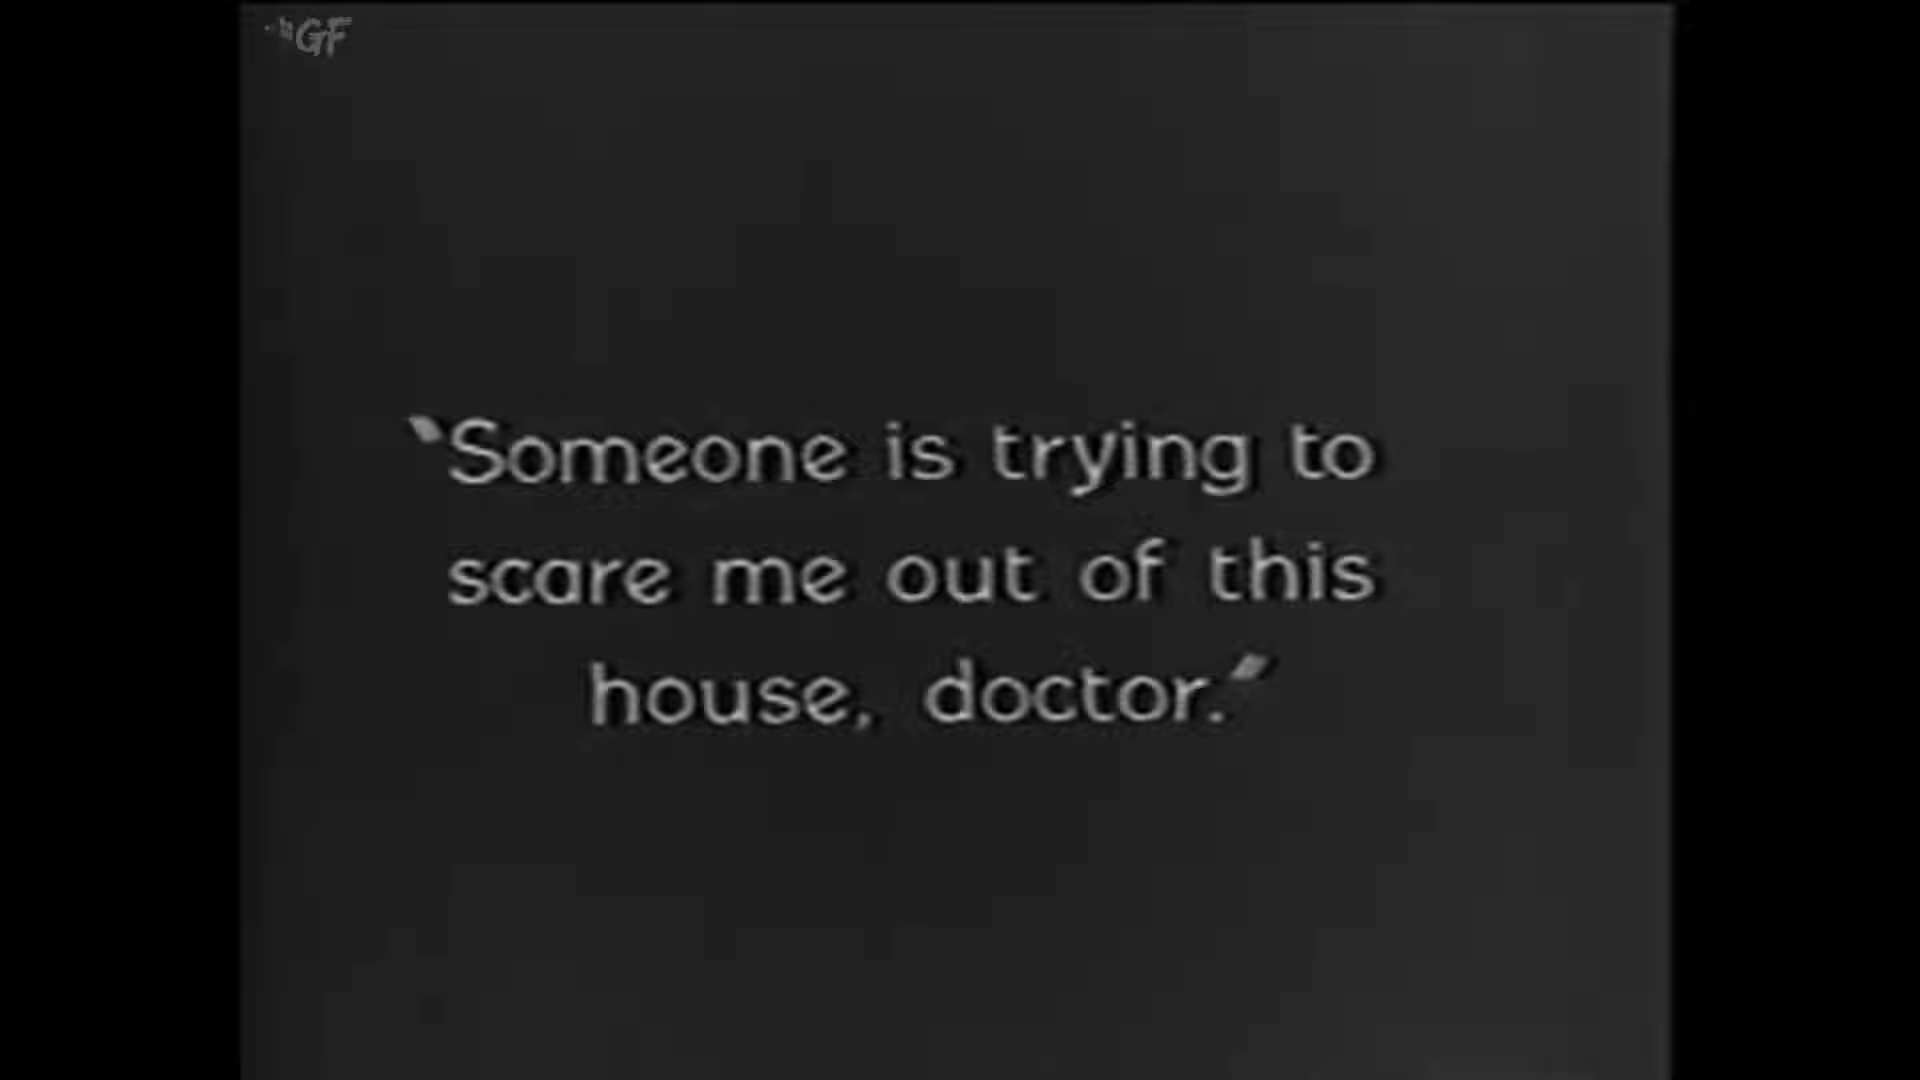 GF
"Someone is trying to
scare me out of this
house, doctor."